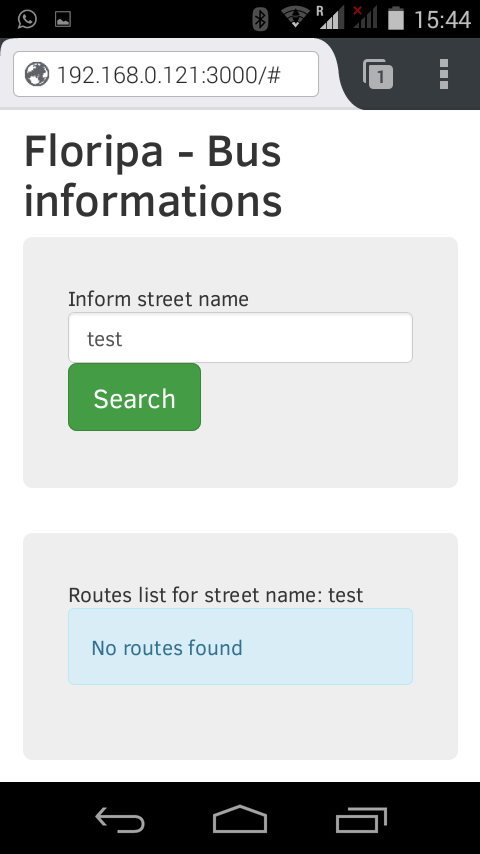 R
15:44
192.168.0.121:3000/#
1
Floripa - Bus
informations
Inform street name
test
Search
Routes list for street name: test
No routes found